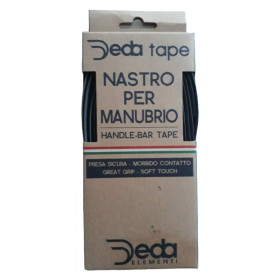 Deda tape
NASTRO
PER
MANUBRIO
HANDLE-BAR TAPE
PRESA SICURA - MORBIDO CONTATTO
GREAT GRIP - SOFT TOUCH
Deda
ELEMENTI